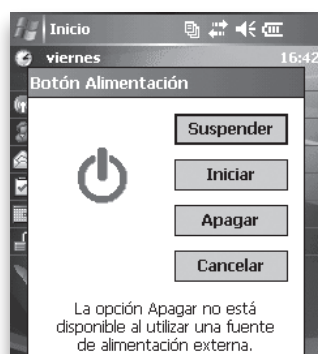 Inicio
viernes 16:42
Botón Alimentación
Suspender
Iniciar
Apagar
Cancelar
La opción Apagar no está
disponible al utilizar una fuente
de alimentación externa.